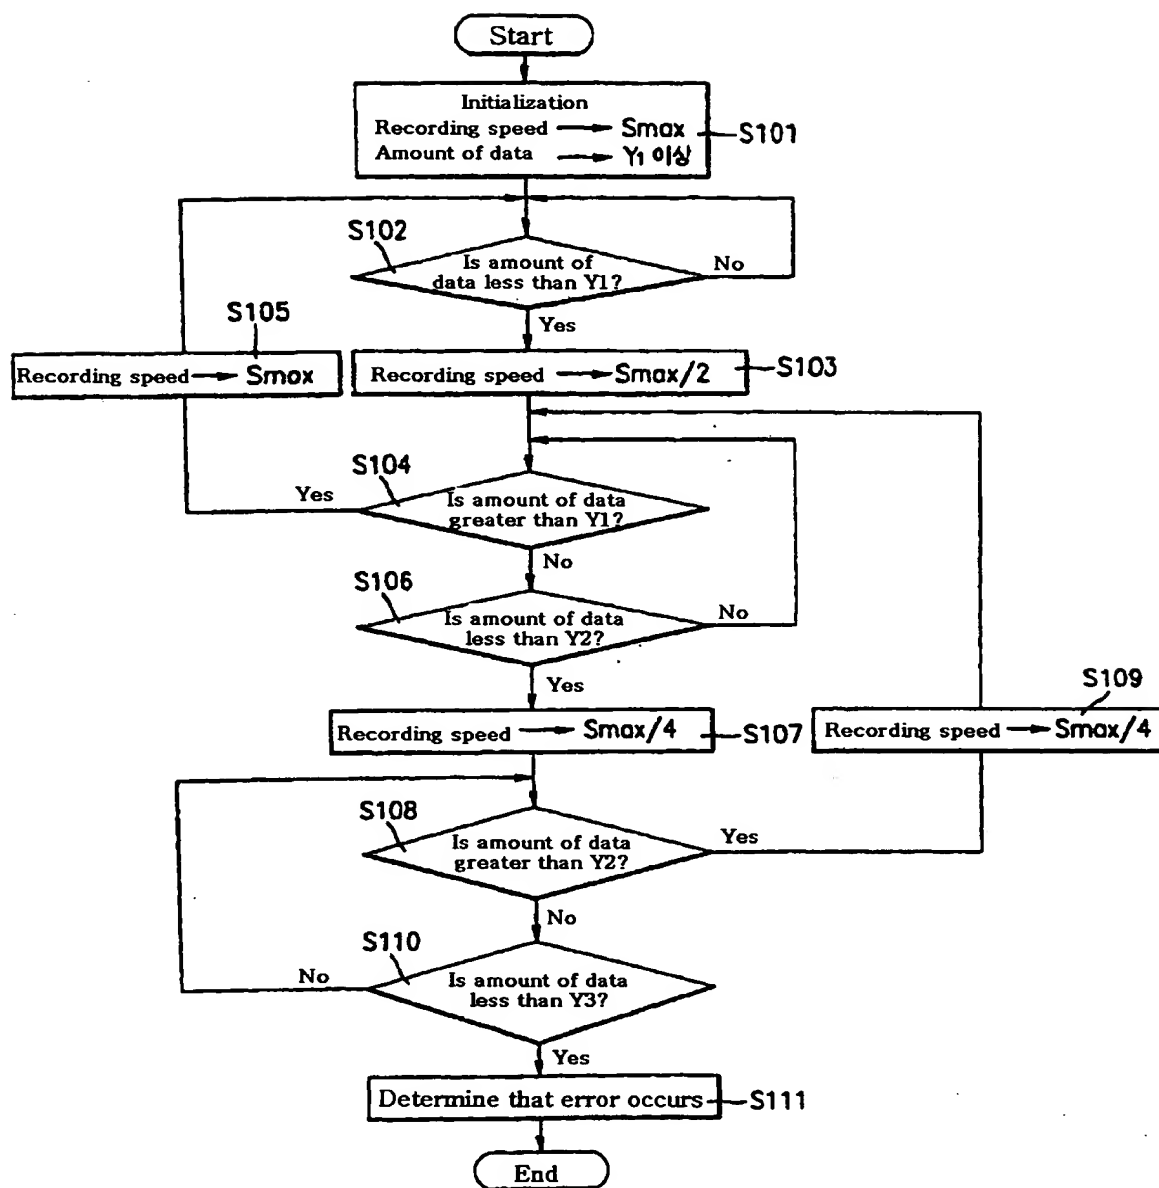 Start
Initialization
Recording speed → Smax
Amount of data → Y1 이상
S101
S102
Is amount of
data less than Y1?
No
Yes
S105
Recording speed → Smax
Recording speed → Smax/2
S103
S104
Yes
Is amount of data
greater than Y1?
No
S106
Is amount of data
less than Y2?
No
Yes
S109
Recording speed → Smax/4
S107
Recording speed → Smax/4
S108
Is amount of data
greater than Y2?
Yes
No
S110
No
Is amount of data
less than Y3?
Yes
Determine that error occurs
S111
End